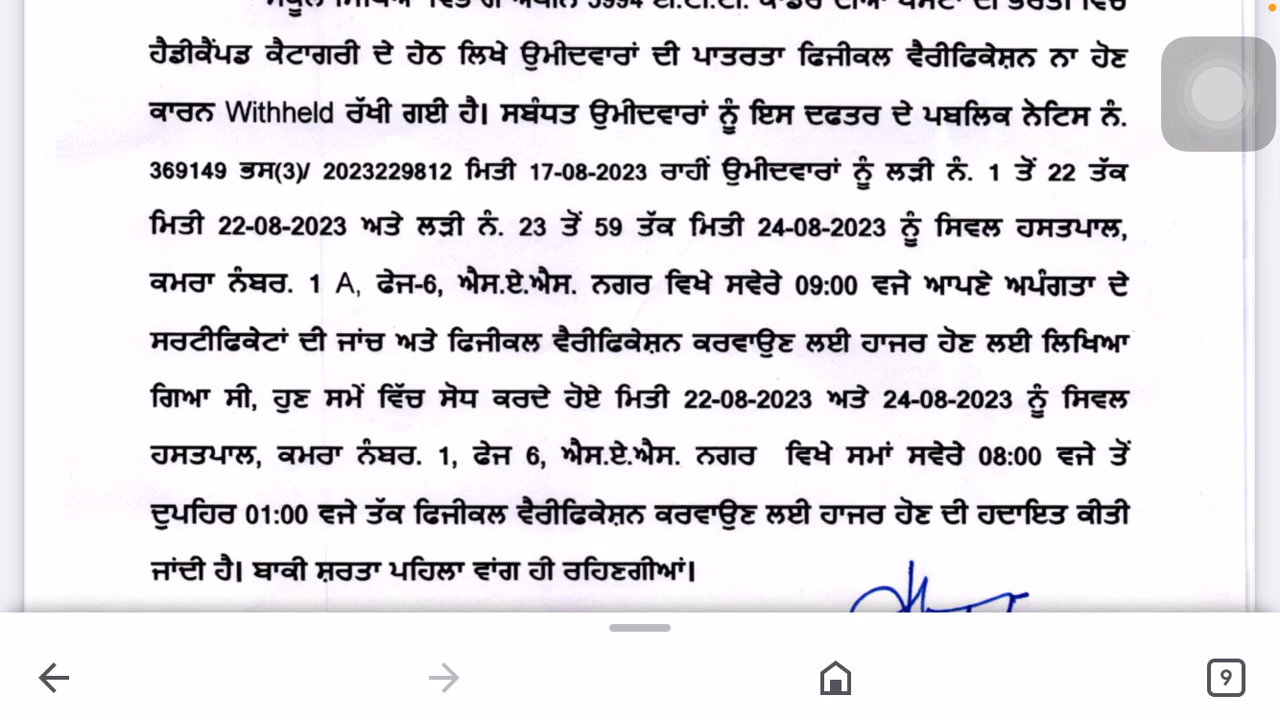 ਹੈਡੀਕੈਂਪਡ ਕੈਟਾਗਰੀ ਦੇ ਹੇਠ ਲਿਖੇ ਉਮੀਦਵਾਰਾਂ ਦੀ ਪਾਤਰਤਾ ਫਿਜੀਕਲ ਵੈਰੀਫਿਕੇਸ਼ਨ ਨਾ ਹੋਣ
ਕਾਰਨ Withheld ਰੱਖੀ ਗਈ ਹੈ। ਸਬੰਧਤ ਉਮੀਦਵਾਰਾਂ ਨੂੰ ਇਸ ਦਫਤਰ ਦੇ ਪਬਲਿਕ ਨੋਟਿਸ ਨੰ.
369149 ਭਸ(3)/ 2023229812 ਮਿਤੀ 17-08-2023 ਰਾਹੀਂ ਉਮੀਦਵਾਰਾਂ ਨੂੰ ਲੜੀ ਨੰ. 1 ਤੋਂ 22 ਤੱਕ
ਮਿਤੀ 22-08-2023 ਅਤੇ ਲੜੀ ਨੰ. 23 ਤੋਂ 59 ਤੱਕ ਮਿਤੀ 24-08-2023 ਨੂੰ ਸਿਵਲ ਹਸਤਪਾਲ,
ਕਮਰਾ ਨੰਬਰ. 1 A, ਫੇਜ-6, ਐਸ.ਏ.ਐਸ. ਨਗਰ ਵਿਖੇ ਸਵੇਰੇ 09:00 ਵਜੇ ਆਪਣੇ ਅਪੰਗਤਾ ਦੇ
ਸਰਟੀਫਿਕੇਟਾਂ ਦੀ ਜਾਂਚ ਅਤੇ ਫਿਜੀਕਲ ਵੈਰੀਫਿਕੇਸ਼ਨ ਕਰਵਾਉਣ ਲਈ ਹਾਜਰ ਹੋਣ ਲਈ ਲਿਖਿਆ
ਗਿਆ ਸੀ, ਹੁਣ ਸਮੇਂ ਵਿੱਚ ਸੋਧ ਕਰਦੇ ਹੋਏ ਮਿਤੀ 22-08-2023 ਅਤੇ 24-08-2023 ਨੂੰ ਸਿਵਲ
ਹਸਤਪਾਲ, ਕਮਰਾ ਨੰਬਰ. 1, ਫੇਜ 6, ਐਸ.ਏ.ਐਸ. ਨਗਰ ਵਿਖੇ ਸਮਾਂ ਸਵੇਰੇ 08:00 ਵਜੇ ਤੋਂ
ਦੁਪਹਿਰ 01:00 ਵਜੇ ਤੱਕ ਫਿਜੀਕਲ ਵੈਰੀਫਿਕੇਸ਼ਨ ਕਰਵਾਉਣ ਲਈ ਹਾਜਰ ਹੋਣ ਦੀ ਹਦਾਇਤ ਕੀਤੀ
ਜਾਂਦੀ ਹੈ। ਬਾਕੀ ਸ਼ਰਤਾ ਪਹਿਲਾ ਵਾਂਗ ਹੀ ਰਹਿਣਗੀਆਂ।
9